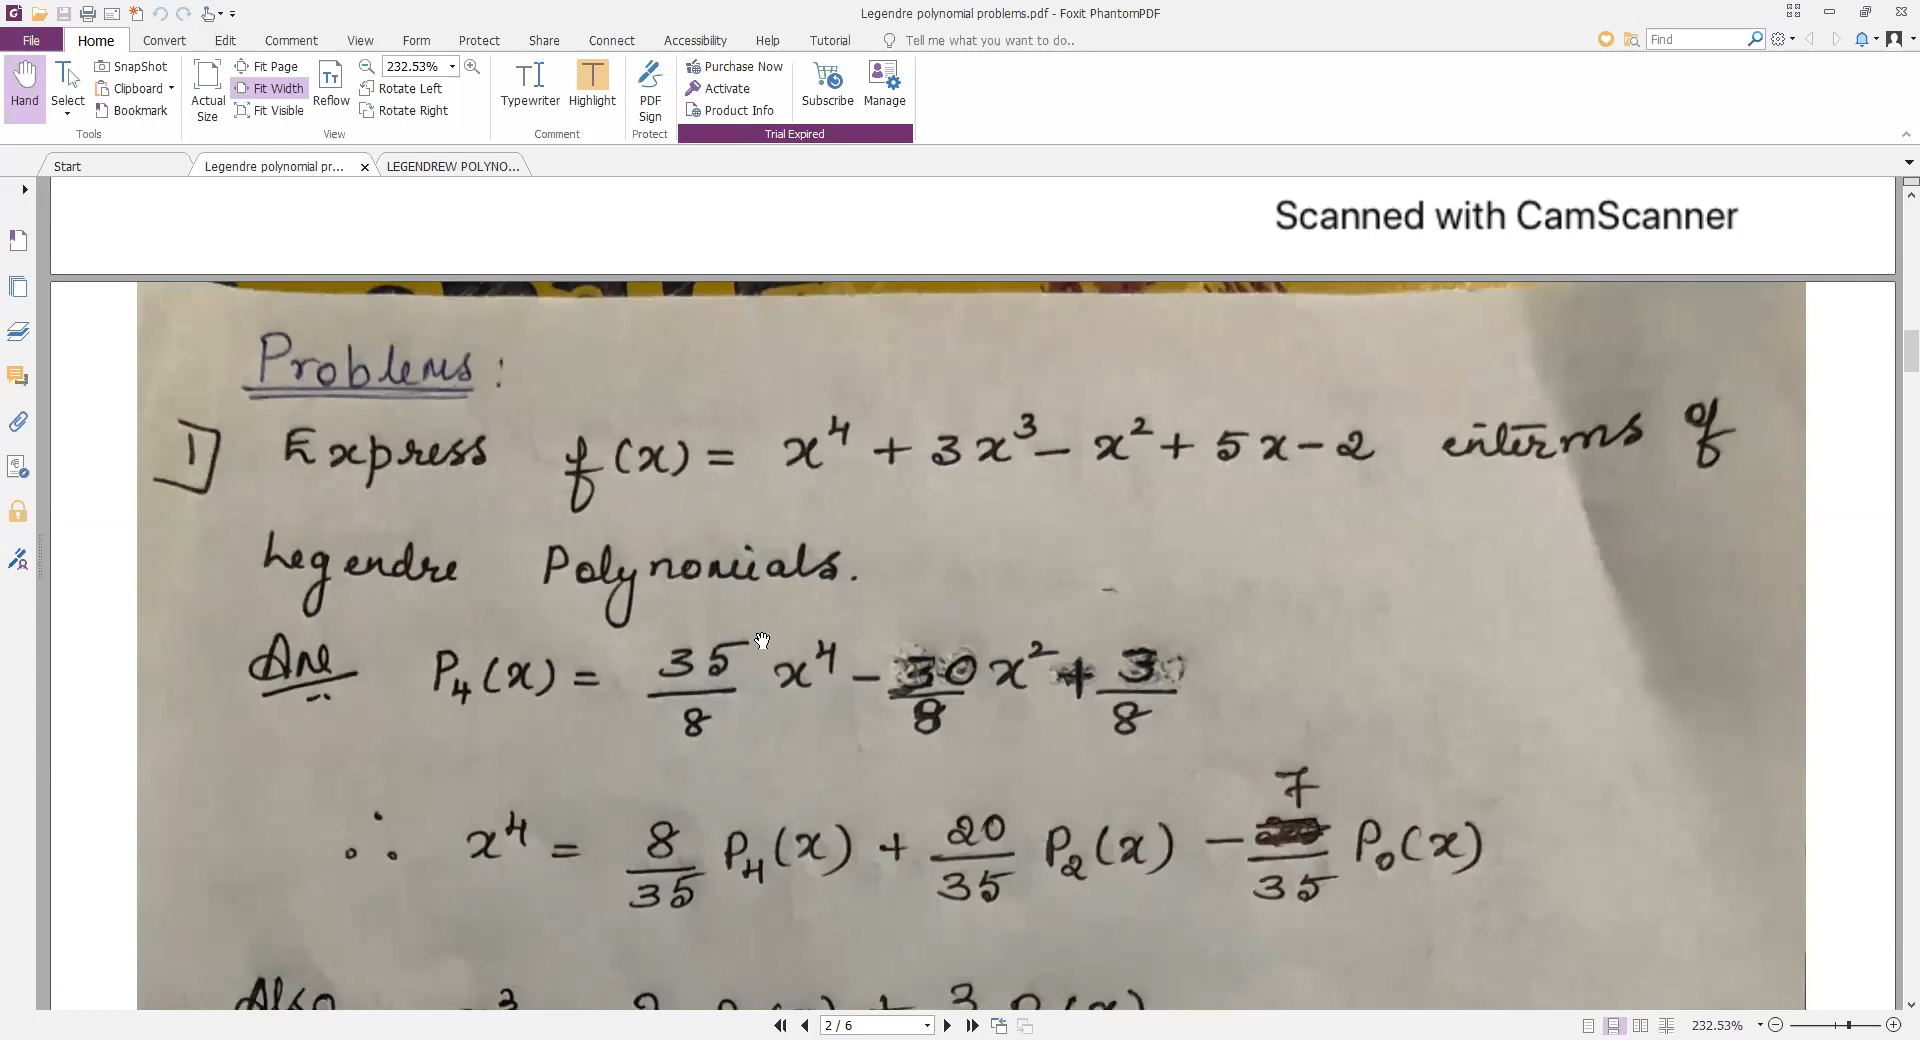 Legendre polynomial problems.pdf - Foxit PhantomPDF
File Home Convert Edit Comment View Form Protect Share Connect Accessibility Help Tutorial Tell me what you want to do.. Find
Hand
Select
SnapShot
Clipboard
Bookmark
Tools
Actual Size
Fit Page
Fit Width
Fit Visible
Reflow
232.53%
Rotate Left
Rotate Right
View
Typewriter
Highlight
Comment
PDF Sign
Protect
Purchase Now
Activate
Product Info
Subscribe
Manage
Trial Expired
Start Legendre polynomial pr... LEGENDREW POLYNO...
Scanned with CamScanner
Problems:
1] Express f(x) = x⁴ + 3x³ - x² + 5x - 2 interms of
Legendre Polynomials.
Ans P₄(x) = 35/8 x⁴ - 30/8 x² + 3/8
∴ x⁴ = 8/35 P₄(x) + 20/35 P₂(x) - 7/35 P₀(x)
2 / 6 232.53%